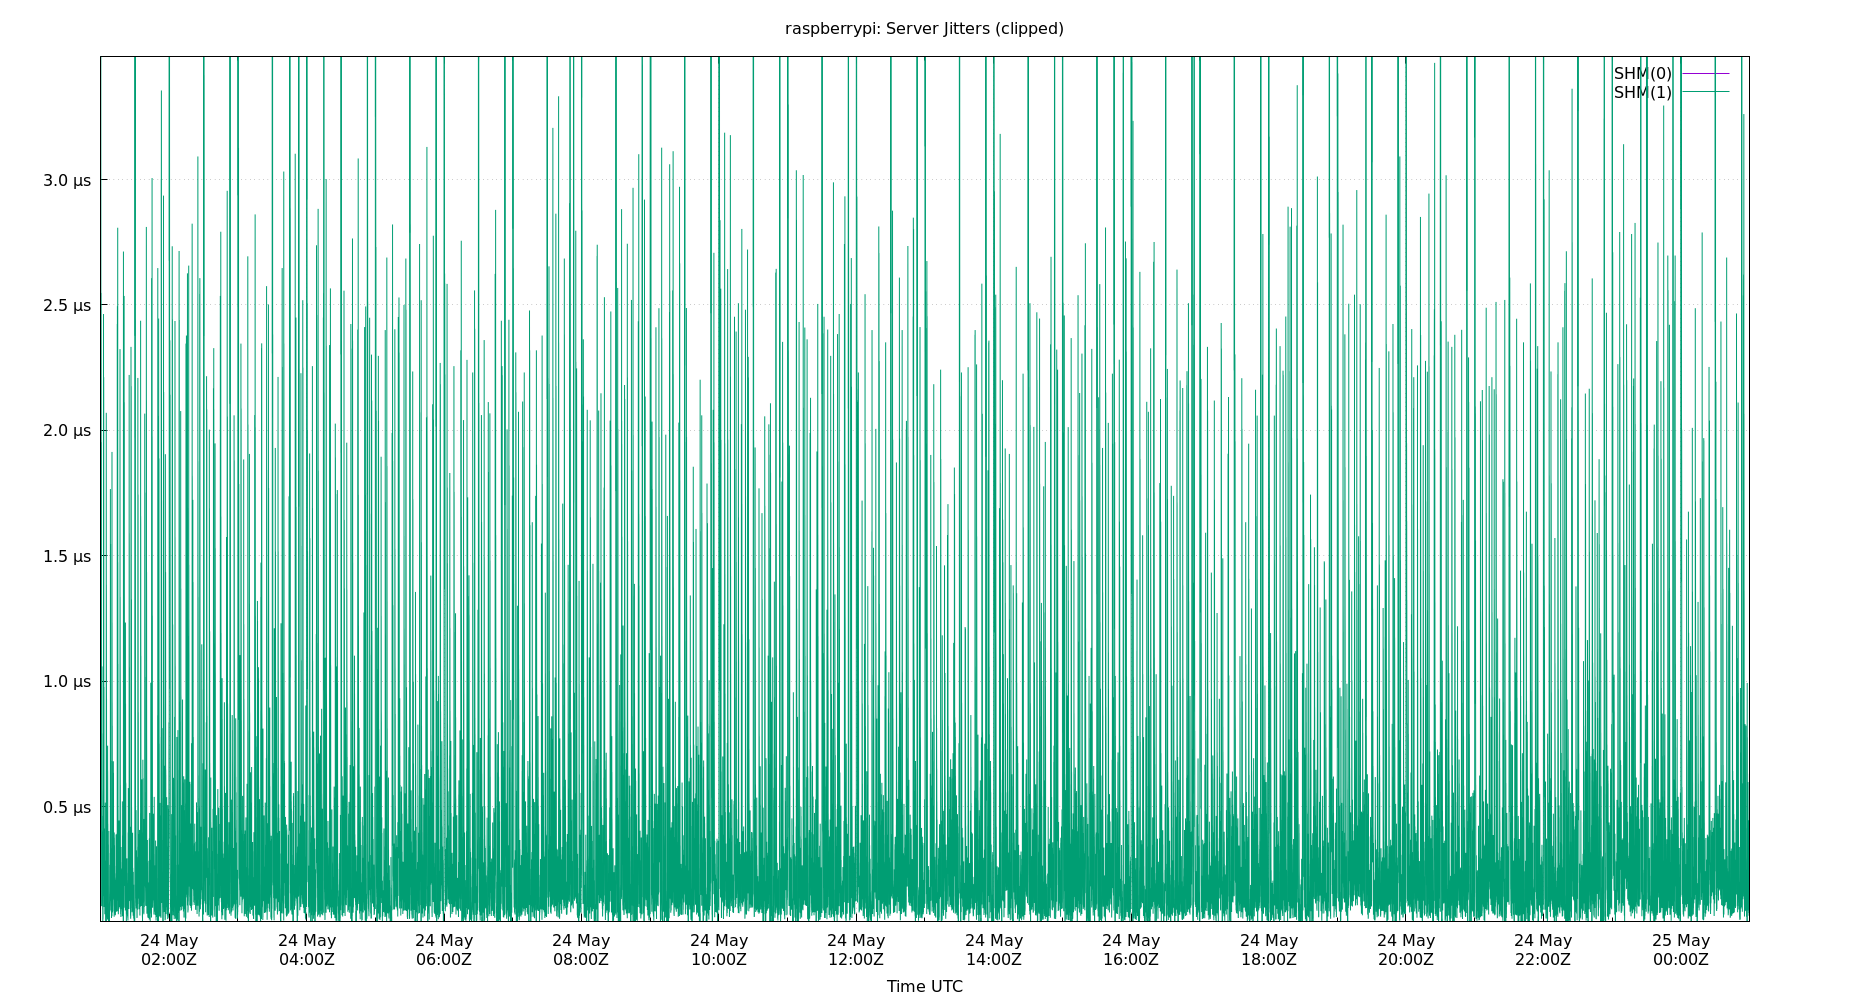 raspberrypi: Server Jitters (clipped)
SHM(0)
SHM(1)
3.0 µs
2.5 µs
2.0 µs
1.5 µs
1.0 µs
0.5 µs
24 May 24 May 24 May 24 May 24 May 24 May 24 May 24 May 24 May 24 May 24 May 25 May
02:00Z 04:00Z 06:00Z 08:00Z 10:00Z 12:00Z 14:00Z 16:00Z 18:00Z 20:00Z 22:00Z 00:00Z
Time UTC